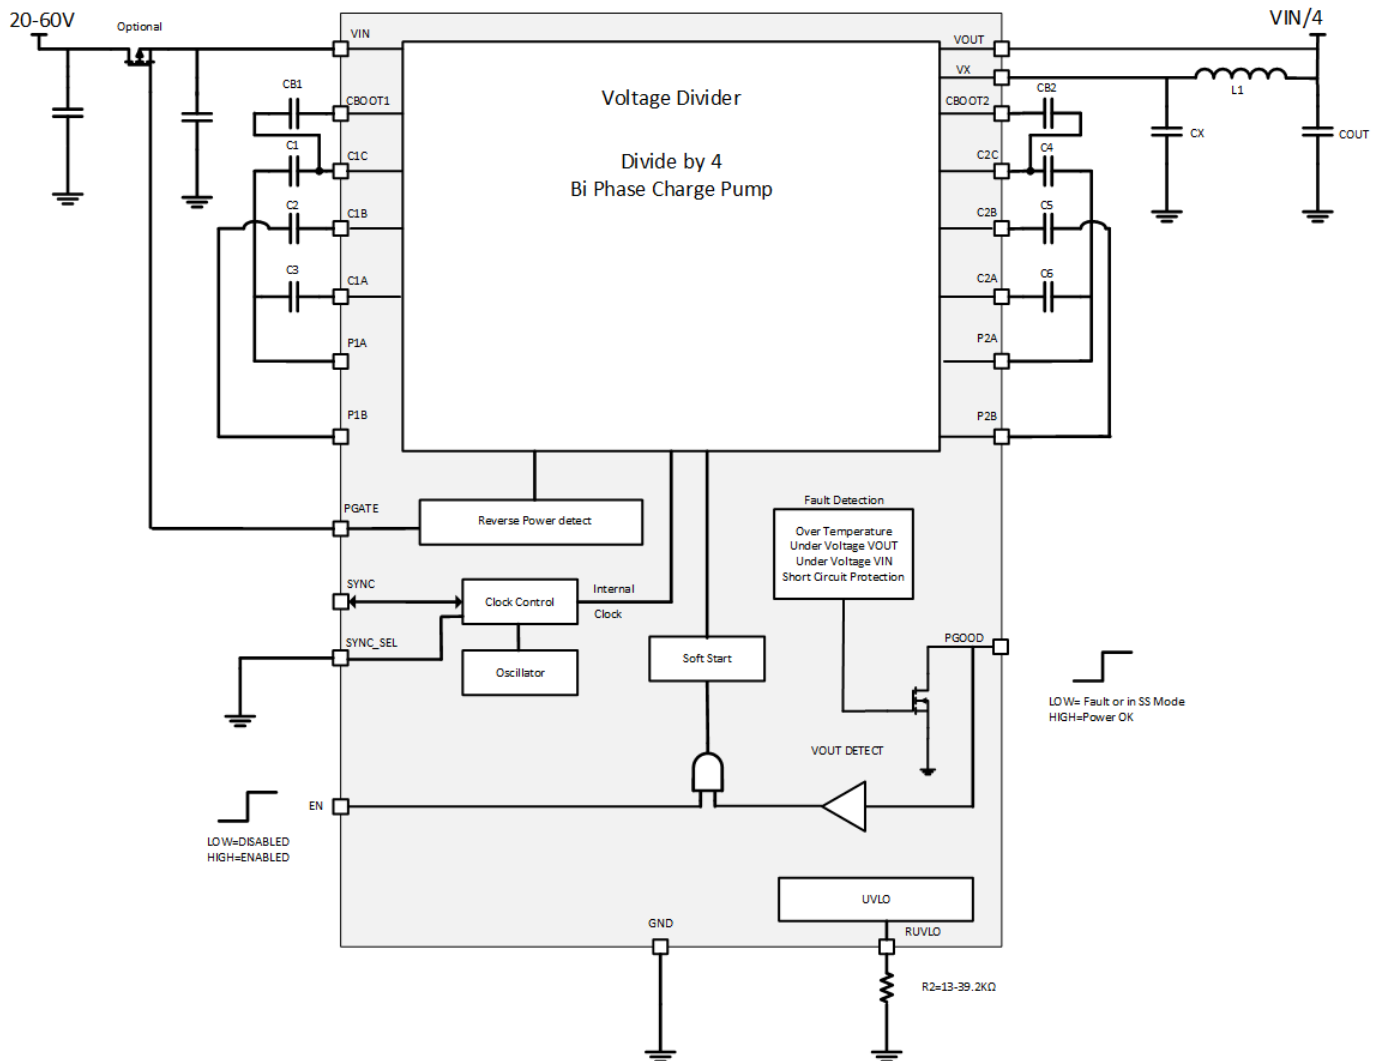 20-60V
Optional
VIN
VOUT
VIN/4
VX
CB1
CBOOT1
Voltage Divider
CBOOT2
CB2
L1
CX
COUT
C1
C1C
Divide by 4
Bi Phase Charge Pump
C2C
C4
C2
C1B
C2B
C5
C3
C1A
C2A
C6
P1A
P2A
P1B
P2B
PGATE
Reverse Power detect
Fault Detection
Over Temperature
Under Voltage VOUT
Under Voltage VIN
Short Circuit Protection
SYNC
Clock Control
Internal
Clock
SYNC_SEL
Oscillator
Soft Start
PGOOD
LOW= Fault or in SS Mode
HIGH=Power OK
VOUT DETECT
EN
LOW=DISABLED
HIGH=ENABLED
UVLO
GND
RUVLO
R2=13-39.2KΩ